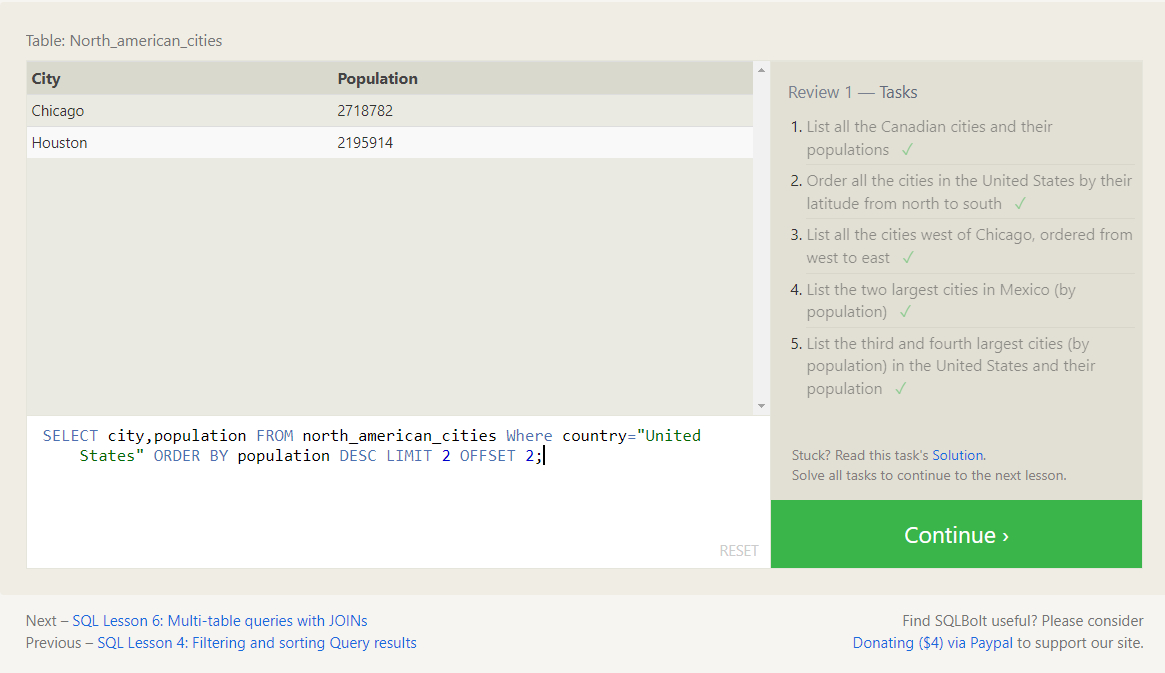 Table: North_american_cities
City Population
Chicago 2718782
Houston 2195914
SELECT city,population FROM north_american_cities Where country="United
States" ORDER BY population DESC LIMIT 2 OFFSET 2;
RESET
Review 1 — Tasks
1. List all the Canadian cities and their
populations ✓
2. Order all the cities in the United States by their
latitude from north to south ✓
3. List all the cities west of Chicago, ordered from
west to east ✓
4. List the two largest cities in Mexico (by
population) ✓
5. List the third and fourth largest cities (by
population) in the United States and their
population ✓
Stuck? Read this task's Solution.
Solve all tasks to continue to the next lesson.
Continue ›
Next – SQL Lesson 6: Multi-table queries with JOINs
Previous – SQL Lesson 4: Filtering and sorting Query results
Find SQLBolt useful? Please consider
Donating ($4) via Paypal to support our site.